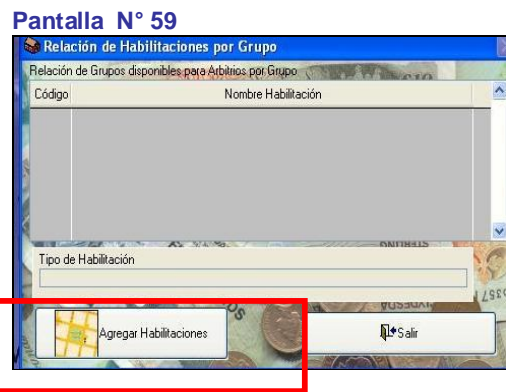 Pantalla N° 59
Relación de Habilitaciones por Grupo
Relación de Grupos disponibles para Arbitrios por Grupo
Código Nombre Habilitación
Tipo de Habilitación
Agregar Habilitaciones Salir